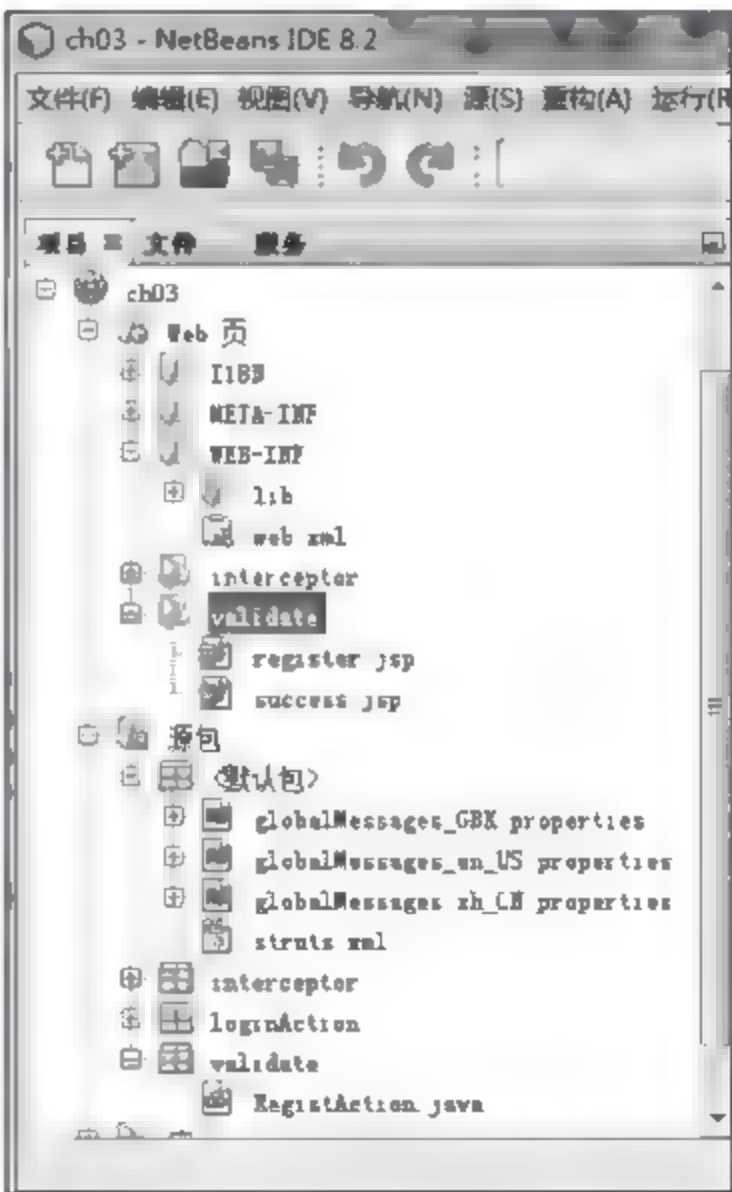 ch03 - NetBeans IDE 8.2
文件(F) 编辑(E) 视图(V) 导航(N) 源(S) 重构(A) 运行(R
项目 文件 服务
ch03
Web 页
I18N
META-INF
WEB-INF
lib
web xml
interceptor
validate
register jsp
success jsp
源包
<默认包>
globalMessages_GBK properties
globalMessages_en_US properties
globalMessages zh_CN properties
struts xml
interceptor
loginAction
validate
RegistAction java